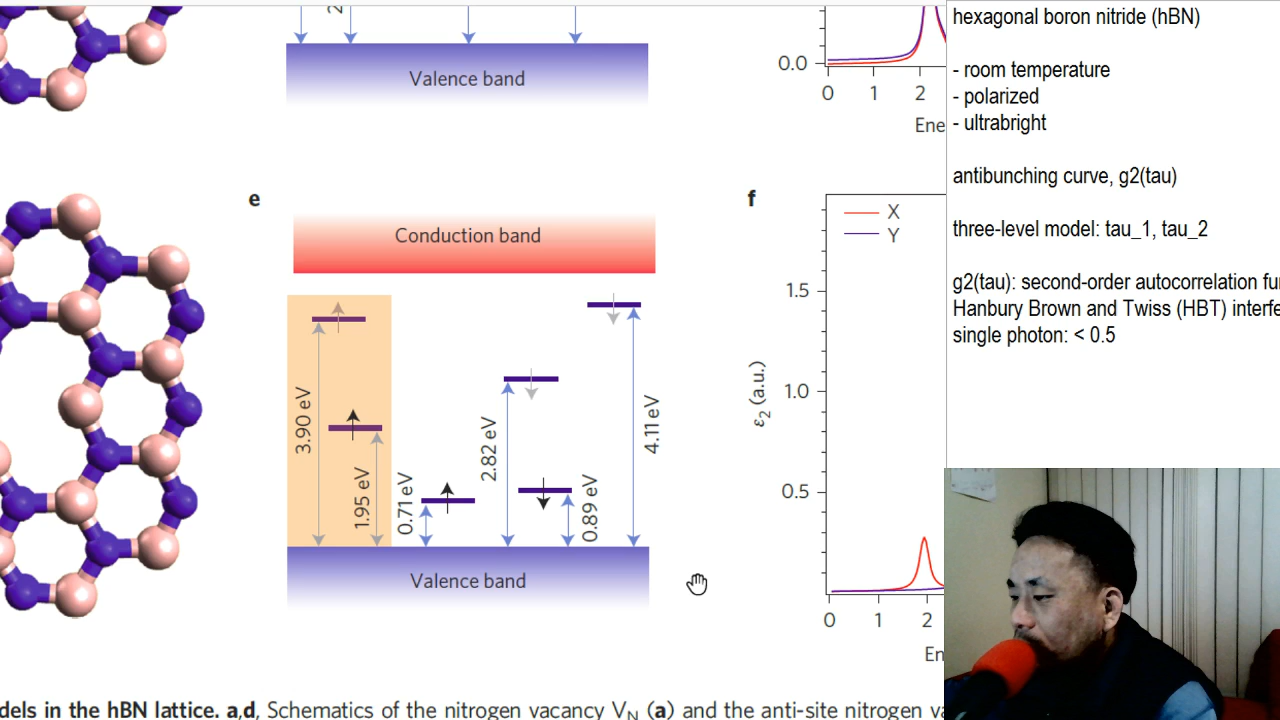 2
Valence band
0.0
0 1 2
Ene
e
Conduction band
3.90 eV
1.95 eV
0.71 eV
2.82 eV
0.89 eV
4.11 eV
Valence band
f
X
Y
1.5
1.0
0.5
ε2 (a.u.)
0 1 2
En
dels in the hBN lattice. a,d, Schematics of the nitrogen vacancy VN (a) and the anti-site nitrogen va
hexagonal boron nitride (hBN)
- room temperature
- polarized
- ultrabright
antibunching curve, g2(tau)
three-level model: tau_1, tau_2
g2(tau): second-order autocorrelation fu
Hanbury Brown and Twiss (HBT) interfe
single photon: < 0.5